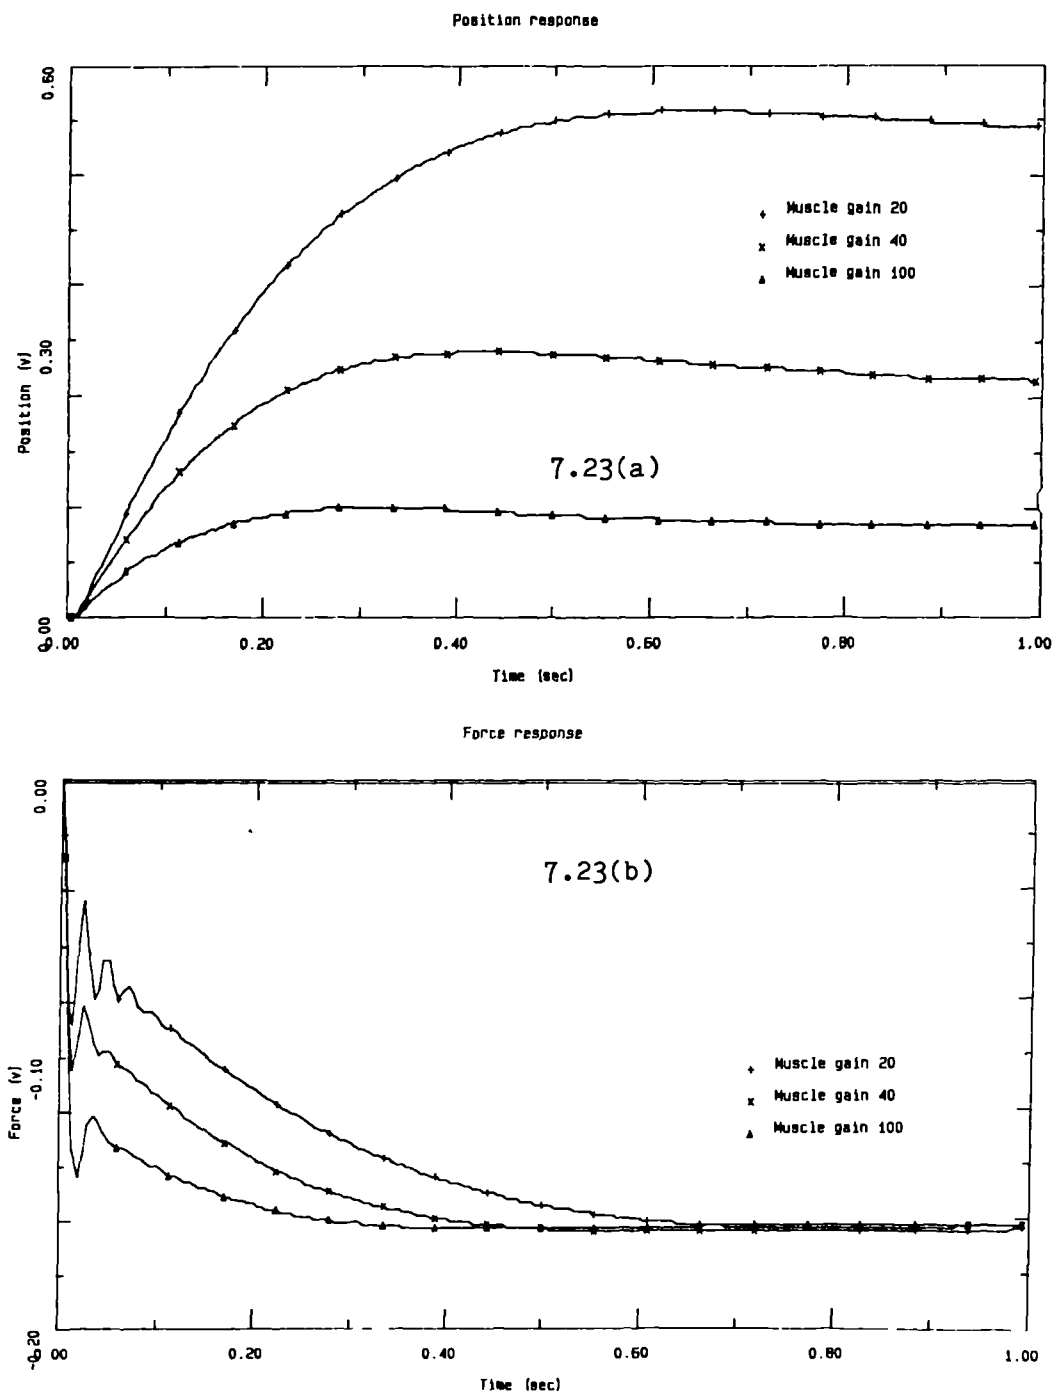 Position response
0.60
0.30
0.00
Position (v)
Muscle gain 20
Muscle gain 40
Muscle gain 100
7.23(a)
0.00 0.20 0.40 0.60 0.80 1.00
Time (sec)
Force response
0.00
-0.10
-0.20
Force (v)
7.23(b)
Muscle gain 20
Muscle gain 40
Muscle gain 100
0.00 0.20 0.40 0.60 0.80 1.00
Time (sec)